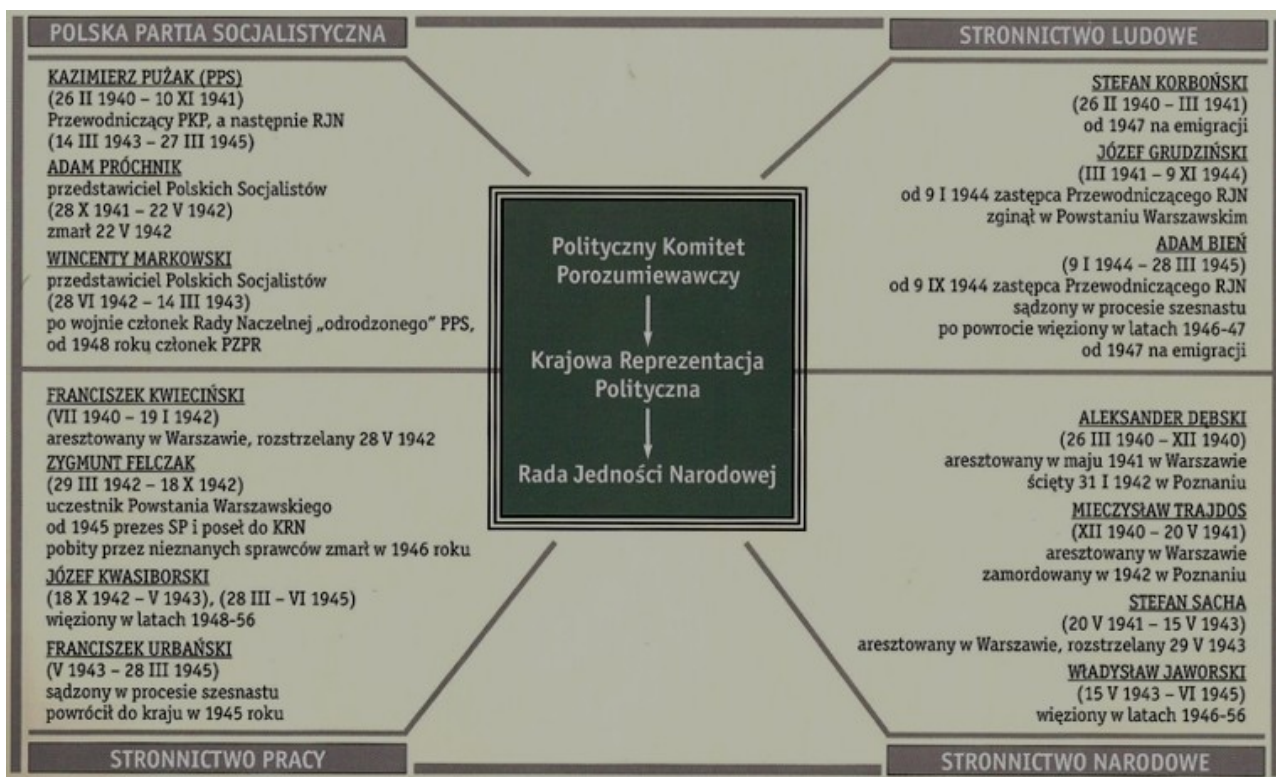 POLSKA PARTIA SOCJALISTYCZNA
KAZIMIERZ PUŻAK (PPS)
(26 II 1940 – 10 XI 1941)
Przewodniczący PKP, a następnie RJN
(14 III 1943 – 27 III 1945)
ADAM PRÓCHNIK
przedstawiciel Polskich Socjalistów
(28 X 1941 – 22 V 1942)
zmarł 22 V 1942
WINCENTY MARKOWSKI
przedstawiciel Polskich Socjalistów
(28 VI 1942 – 14 III 1943)
po wojnie członek Rady Naczelnej „odrodzonego” PPS,
od 1948 roku członek PZPR
STRONNICTWO LUDOWE
STEFAN KORBOŃSKI
(26 II 1940 – III 1941)
od 1947 na emigracji
JÓZEF GRUDZIŃSKI
(III 1941 – 9 XI 1944)
od 9 I 1944 zastępca Przewodniczącego RJN
zginął w Powstaniu Warszawskim
ADAM BIEŃ
(9 I 1944 – 28 III 1945)
od 9 IX 1944 zastępca Przewodniczącego RJN
sądzony w procesie szesnastu
po powrocie więziony w latach 1946-47
od 1947 na emigracji
Polityczny Komitet
Porozumiewawczy
Krajowa Reprezentacja
Polityczna
Rada Jedności Narodowej
FRANCISZEK KWIECIŃSKI
(VII 1940 – 19 I 1942)
aresztowany w Warszawie, rozstrzelany 28 V 1942
ZYGMUNT FELCZAK
(29 III 1942 – 18 X 1942)
uczestnik Powstania Warszawskiego
od 1945 prezes SP i poseł do KRN
pobity przez nieznanych sprawców zmarł w 1946 roku
JÓZEF KWASIBORSKI
(18 X 1942 – V 1943), (28 III – VI 1945)
więziony w latach 1948-56
FRANCISZEK URBAŃSKI
(V 1943 – 28 III 1945)
sądzony w procesie szesnastu
powrócił do kraju w 1945 roku
STRONNICTWO PRACY
ALEKSANDER DĘBSKI
(26 III 1940 – XII 1940)
aresztowany w maju 1941 w Warszawie
ścięty 31 I 1942 w Poznaniu
MIECZYSŁAW TRAJDOS
(XII 1940 – 20 V 1941)
aresztowany w Warszawie
zamordowany w 1942 w Poznaniu
STEFAN SACHA
(20 V 1941 – 15 V 1943)
aresztowany w Warszawie, rozstrzelany 29 V 1943
WŁADYSŁAW JAWORSKI
(15 V 1943 – VI 1945)
więziony w latach 1946-56
STRONNICTWO NARODOWE